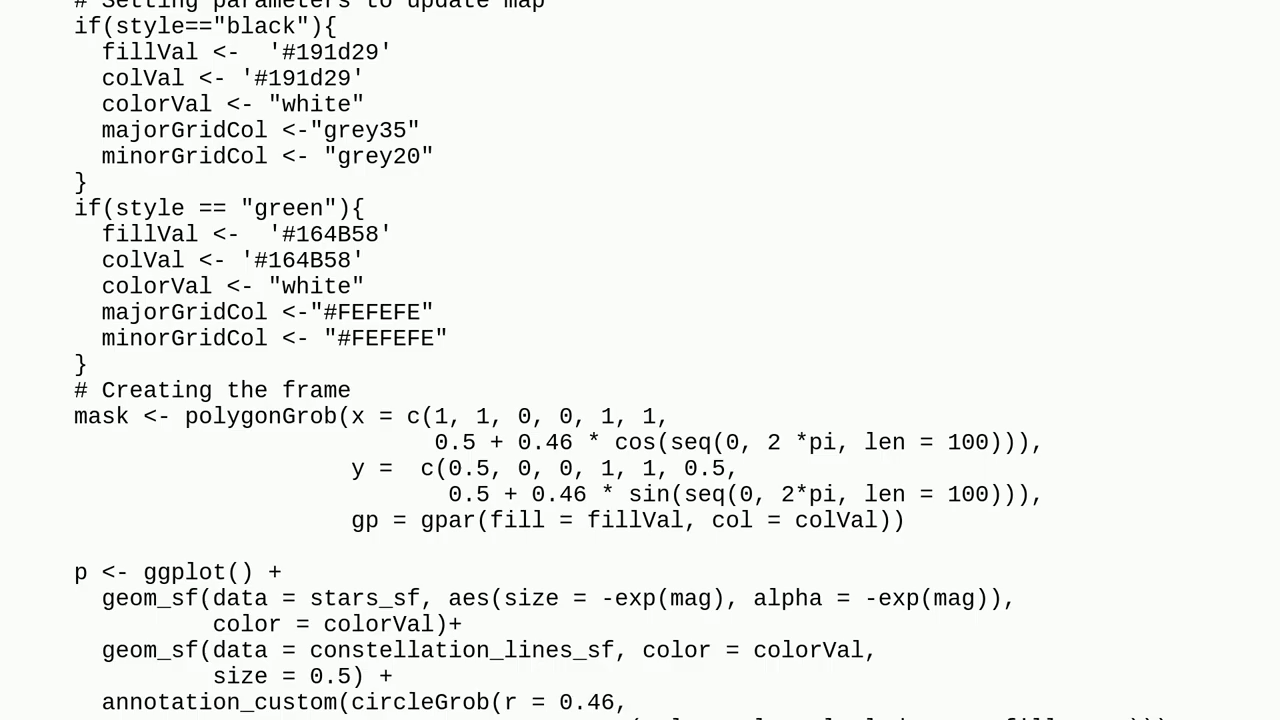 # Setting parameters to update map
if(style=="black"){
  fillVal <-  '#191d29'
  colVal <- '#191d29'
  colorVal <- "white"
  majorGridCol <-"grey35"
  minorGridCol <- "grey20"
}
if(style == "green"){
  fillVal <-  '#164B58'
  colVal <- '#164B58'
  colorVal <- "white"
  majorGridCol <-"#FEFEFE"
  minorGridCol <- "#FEFEFE"
}
# Creating the frame
mask <- polygonGrob(x = c(1, 1, 0, 0, 1, 1,
                          0.5 + 0.46 * cos(seq(0, 2 *pi, len = 100))),
                    y =  c(0.5, 0, 0, 1, 1, 0.5,
                           0.5 + 0.46 * sin(seq(0, 2*pi, len = 100))),
                    gp = gpar(fill = fillVal, col = colVal))

p <- ggplot() +
  geom_sf(data = stars_sf, aes(size = -exp(mag), alpha = -exp(mag)),
          color = colorVal)+
  geom_sf(data = constellation_lines_sf, color = colorVal,
          size = 0.5) +
  annotation_custom(circleGrob(r = 0.46,